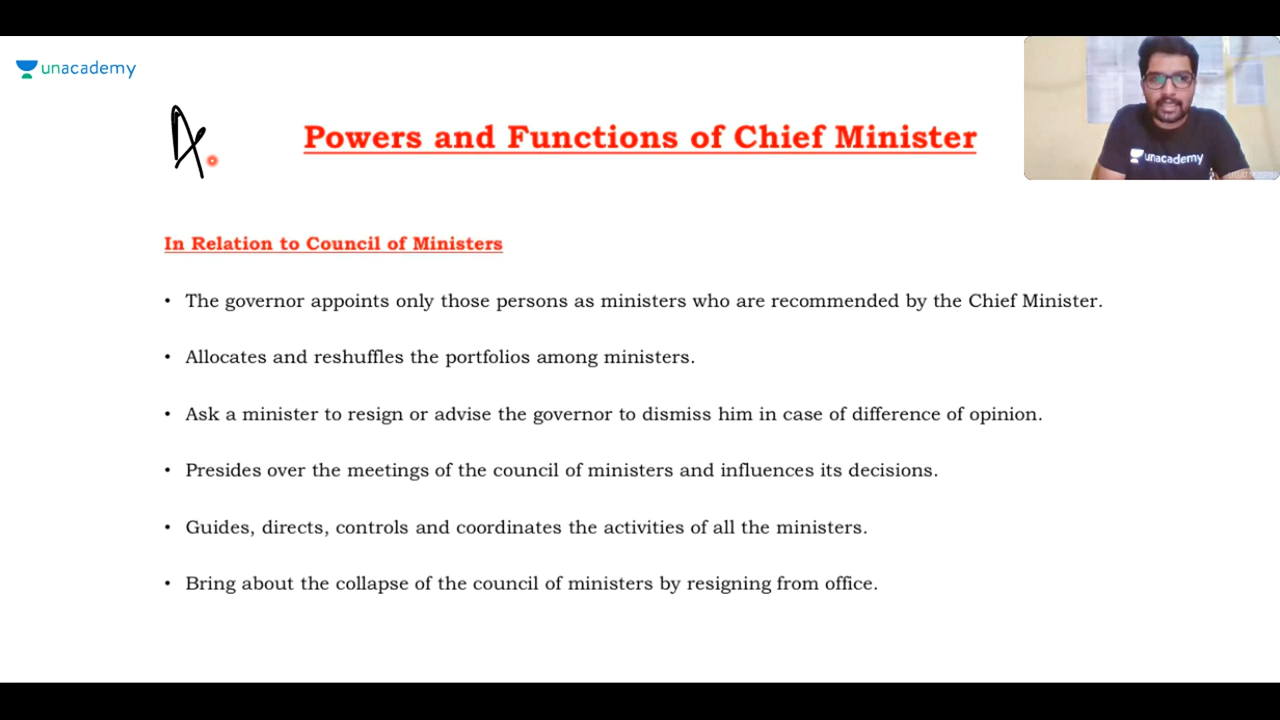 unacademy
Powers and Functions of Chief Minister
unacademy
In Relation to Council of Ministers
• The governor appoints only those persons as ministers who are recommended by the Chief Minister.
• Allocates and reshuffles the portfolios among ministers.
• Ask a minister to resign or advise the governor to dismiss him in case of difference of opinion.
• Presides over the meetings of the council of ministers and influences its decisions.
• Guides, directs, controls and coordinates the activities of all the ministers.
• Bring about the collapse of the council of ministers by resigning from office.